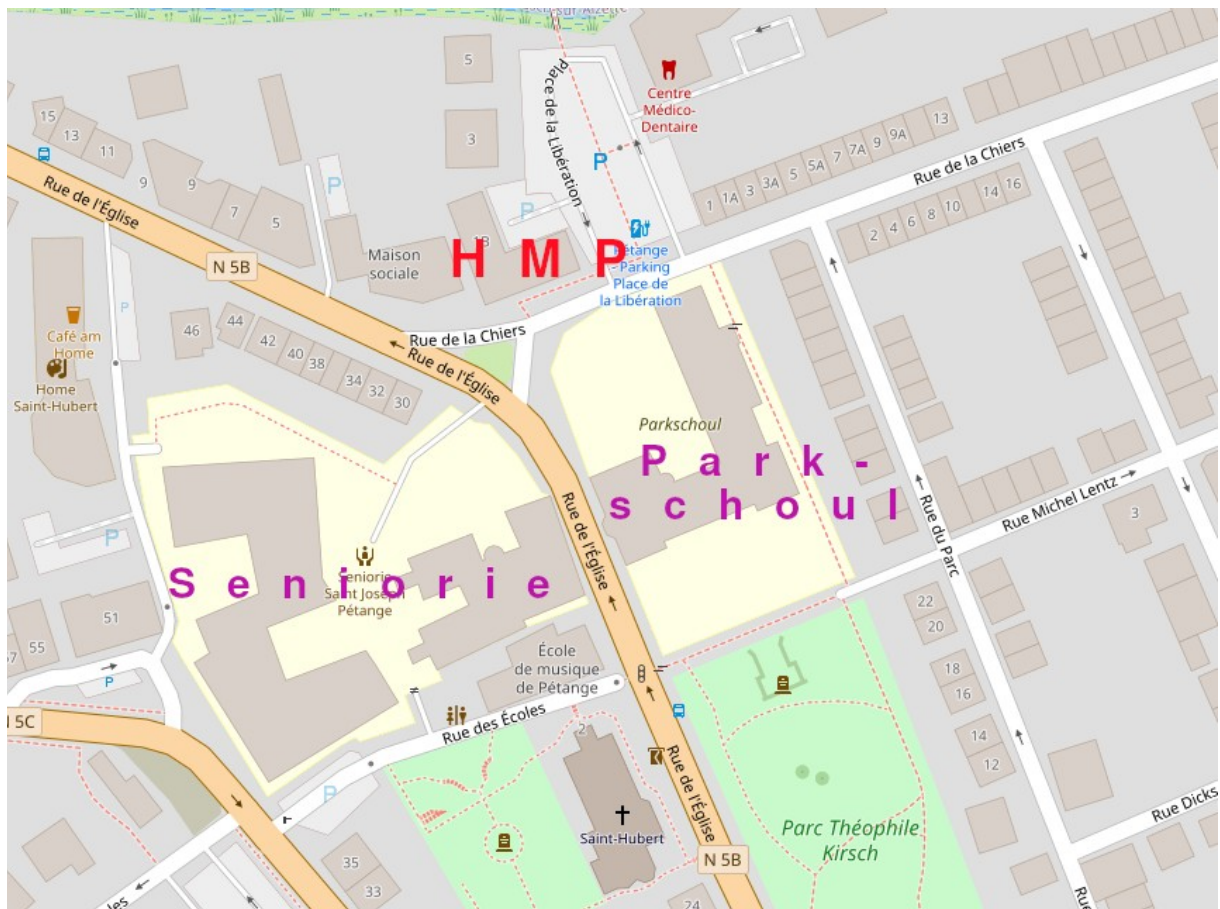 5
3
15
13
11
9
9
7
5
Rue de l'Église
N 5B
P
Place de la Libération
P
P
Centre
Médico-
Dentaire
1
1A
3
3A
5
5A
7
7A
9
9A
13
Rue de la Chiers
2
4
6
8
10
14
16
Maison
sociale
H M P
Pétange
- Parking
Place de
la Libération
Rue de la Chiers
Rue de l'Église
46
44
42
40
38
34
32
30
P
Café am
Home
Home
Saint-Hubert
P
Parkschoul
P a r k -
s c h o u l
Rue de l'Église
Rue du Parc
Rue Michel Lentz
3
Seniorie
Saint Joseph
Pétange
S e n i o r i e
51
55
57
P
N 5C
École
de musique
de Pétange
Rue des Écoles
2
P
Saint-Hubert
Rue de l'Église
N 5B
24
35
33
22
20
18
16
14
12
Parc Théophile
Kirsch
Rue Dicks